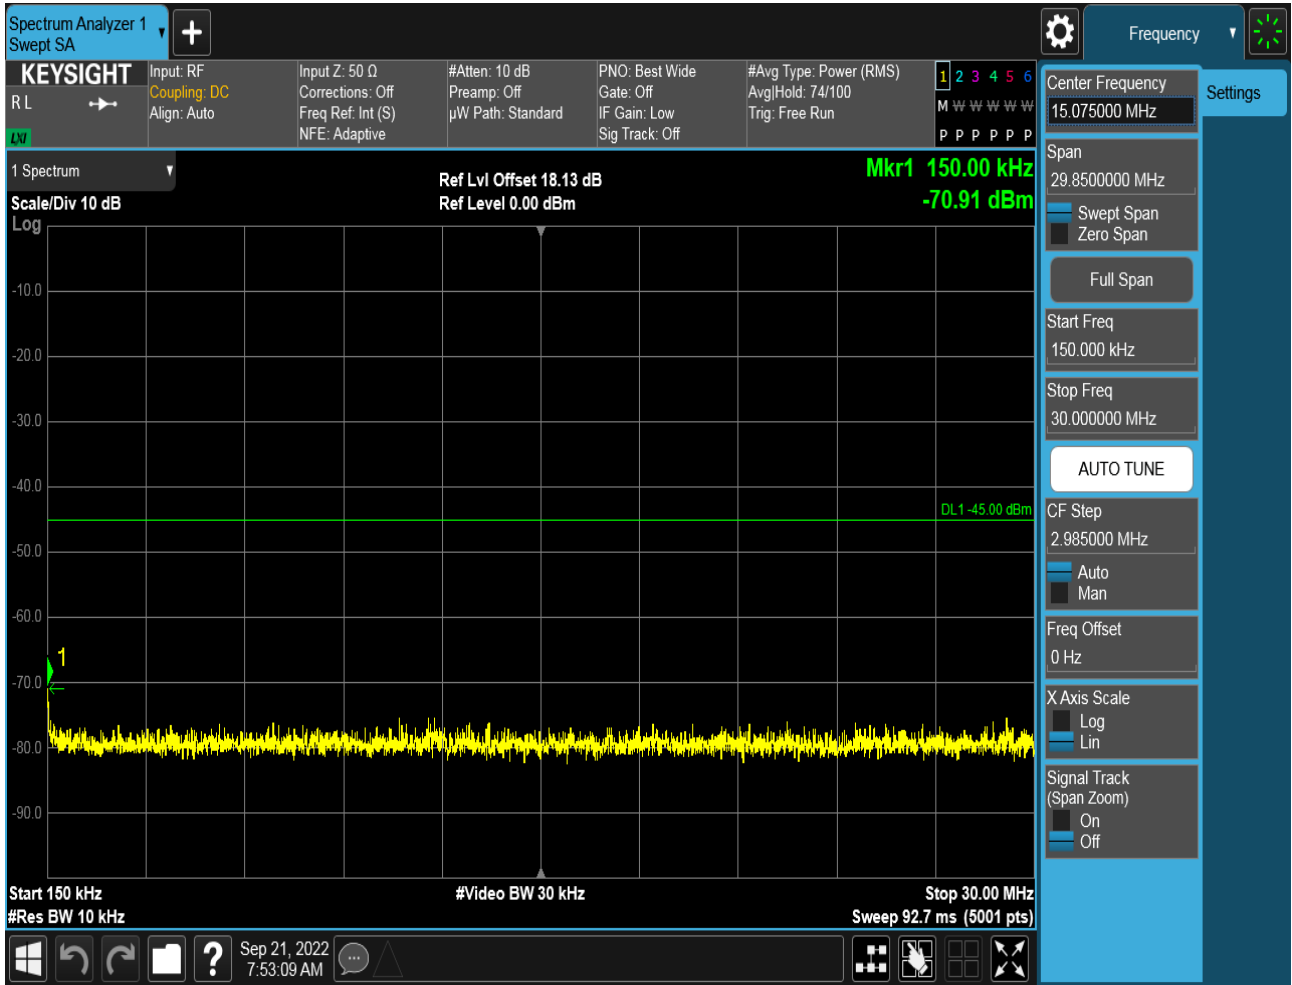 Spectrum Analyzer 1
Swept SA
Frequency
KEYSIGHT
R L
LXI
Input: RF
Coupling: DC
Align: Auto
Input Z: 50 Ω
Corrections: Off
Freq Ref: Int (S)
NFE: Adaptive
#Atten: 10 dB
Preamp: Off
µW Path: Standard
PNO: Best Wide
Gate: Off
IF Gain: Low
Sig Track: Off
#Avg Type: Power (RMS)
Avg|Hold: 74/100
Trig: Free Run
1 2 3 4 5 6
M W W W W W
P P P P P P
1 Spectrum
Scale/Div 10 dB
Log
Ref Lvl Offset 18.13 dB
Ref Level 0.00 dBm
Mkr1 150.00 kHz
-70.91 dBm
-10.0
-20.0
-30.0
-40.0
DL1 -45.00 dBm
-50.0
-60.0
1
-70.0
-80.0
-90.0
Start 150 kHz
#Video BW 30 kHz
Stop 30.00 MHz
#Res BW 10 kHz
Sweep 92.7 ms (5001 pts)
Center Frequency
15.075000 MHz
Settings
Span
29.8500000 MHz
Swept Span
Zero Span
Full Span
Start Freq
150.000 kHz
Stop Freq
30.000000 MHz
AUTO TUNE
CF Step
2.985000 MHz
Auto
Man
Freq Offset
0 Hz
X Axis Scale
Log
Lin
Signal Track
(Span Zoom)
On
Off
?
Sep 21, 2022
7:53:09 AM